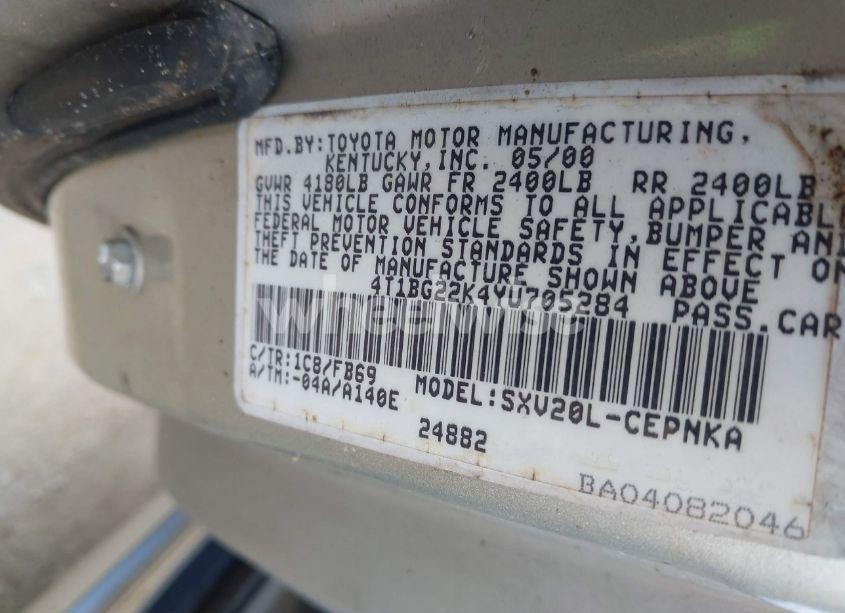 MFD.BY:TOYOTA MOTOR MANUFACTURING,
KENTUCKY,INC. 05/00
GVWR 4180LB GAWR FR 2400LB RR 2400LB
THIS VEHICLE CONFORMS TO ALL APPLICABLE
FEDERAL MOTOR VEHICLE SAFETY,BUMPER AND
THEFT PREVENTION STANDARDS IN EFFECT ON
THE DATE OF MANUFACTURE SHOWN ABOVE
4T1BG22K4YU705284 PASS.CAR
wheelwise
C/TR:1C8/FB69
A/TM:-04A/A140E MODEL:SXV20L-CEPNKA
24882
BA04082046